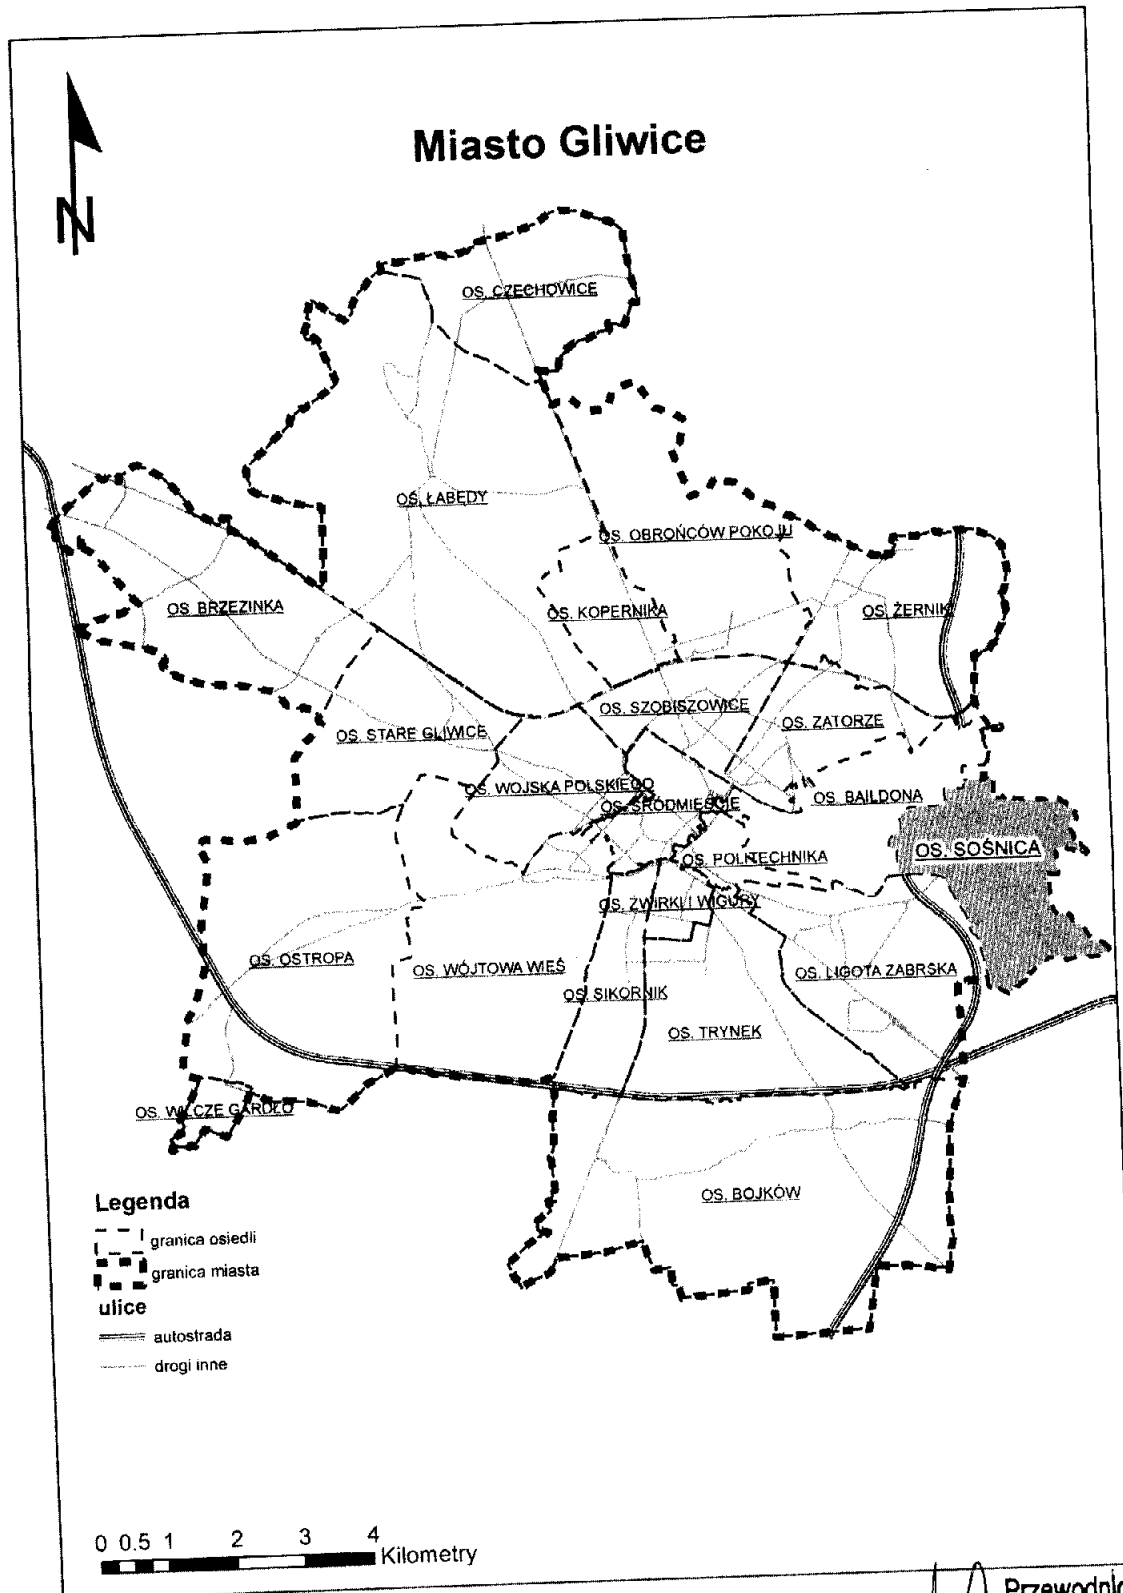 Miasto Gliwice
N
OS. CZECHOWICE
OS. ŁABĘDY
OS. OBROŃCÓW POKOJU
OS. BRZEZINKA
OS. KOPERNIKA
OS. ŻERNIKI
OS. STARE GLIWICE
OS. SZOBISZOWICE
OS. ZATORZE
OS. WOJSKA POLSKIEGO
OS. ŚRÓDMIEŚCIE
OS. BAILDONA
OS. SOŚNICA
OS. POLITECHNIKA
OS. ŻWIRKI I WIGURY
OS. OSTROPA
OS. WÓJTOWA WIEŚ
OS. LIGOTA ZABRSKA
OS. SIKORNIK
OS. TRYNEK
OS. WILCZE GARDŁO
OS. BOJKÓW
Legenda
granica osiedli
granica miasta
ulice
autostrada
drogi inne
0 0.5 1 2 3 4
Kilometry